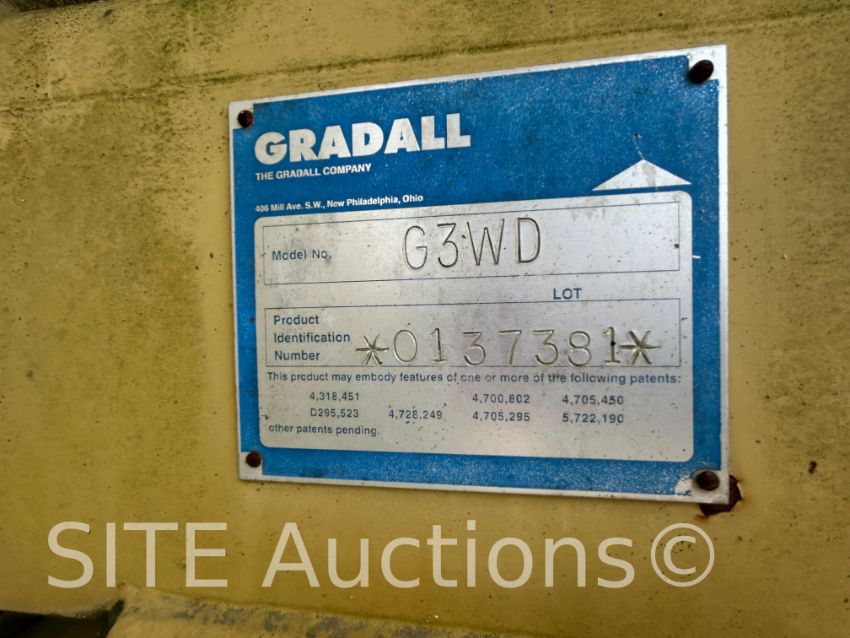 GRADALL
THE GRADALL COMPANY
406 Mill Ave. S.W., New Philadelphia, Ohio
Model No. G3WD
LOT
Product
Identification
Number *0137381*
This product may embody features of one or more of the following patents:
4,318,451 4,700,802 4,705,450
D295,523 4,728,249 4,705,295 5,722,190
other patents pending.
SITE Auctions©